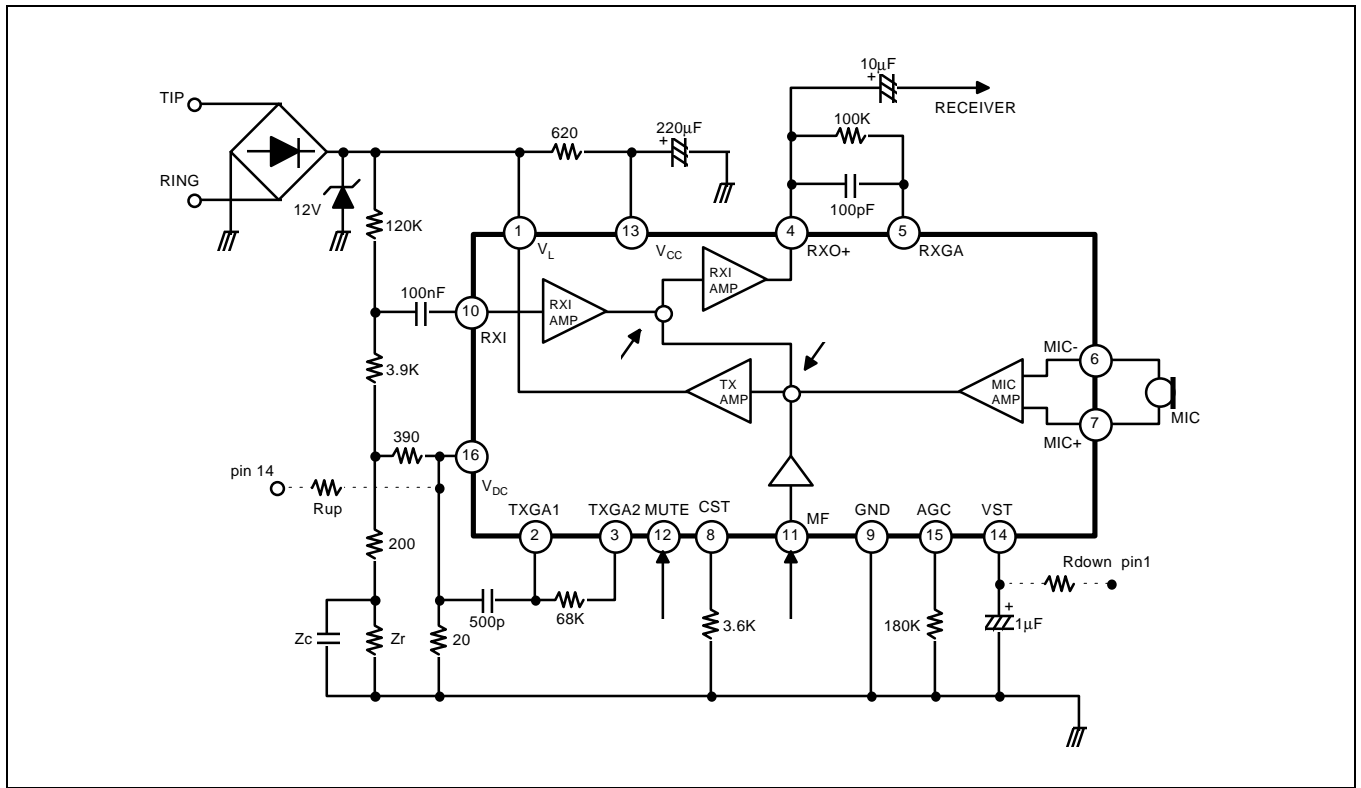 TIP
RING
12V
120K
620
220µF
10µF
RECEIVER
100K
100pF
1
V_L
13
V_CC
4
RXO+
5
RXGA
100nF
10
RXI
RXI
AMP
RXI
AMP
3.9K
TX
AMP
MIC
AMP
MIC-
6
MIC
7
MIC+
390
16
V_DC
pin 14
Rup
TXGA1
TXGA2
MUTE
CST
MF
GND
AGC
VST
2
3
12
8
11
9
15
14
200
Rdown pin1
500p
68K
3.6K
180K
+
1µF
Zc
Zr
20
+
+